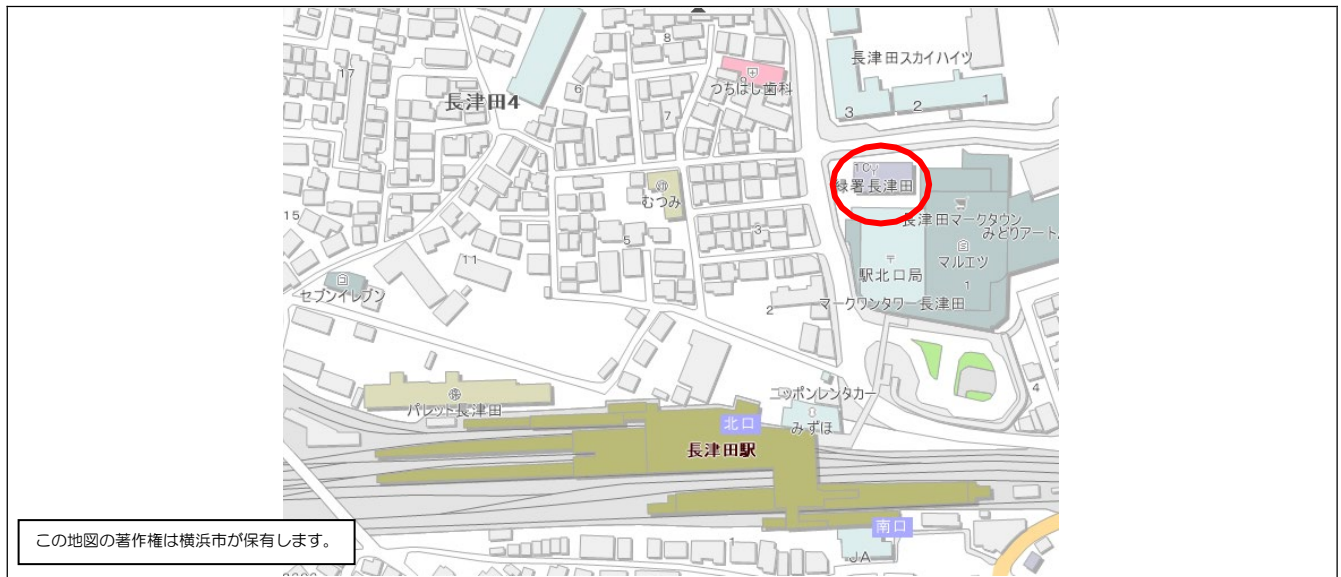 8
長津田スカイハイツ
17
9
つちはし歯科
6
長津田4
7
3
2
1
10
緑署長津田
むつみ
長津田マークタウン
みどりアート
15
3
5
マルエツ
11
駅北口局
1
セブンイレブン
2
マークワンタワー長津田
4
ニッポンレンタカー
パレット長津田
北口
みずほ
長津田駅
南口
この地図の著作権は横浜市が保有します。
1
JA